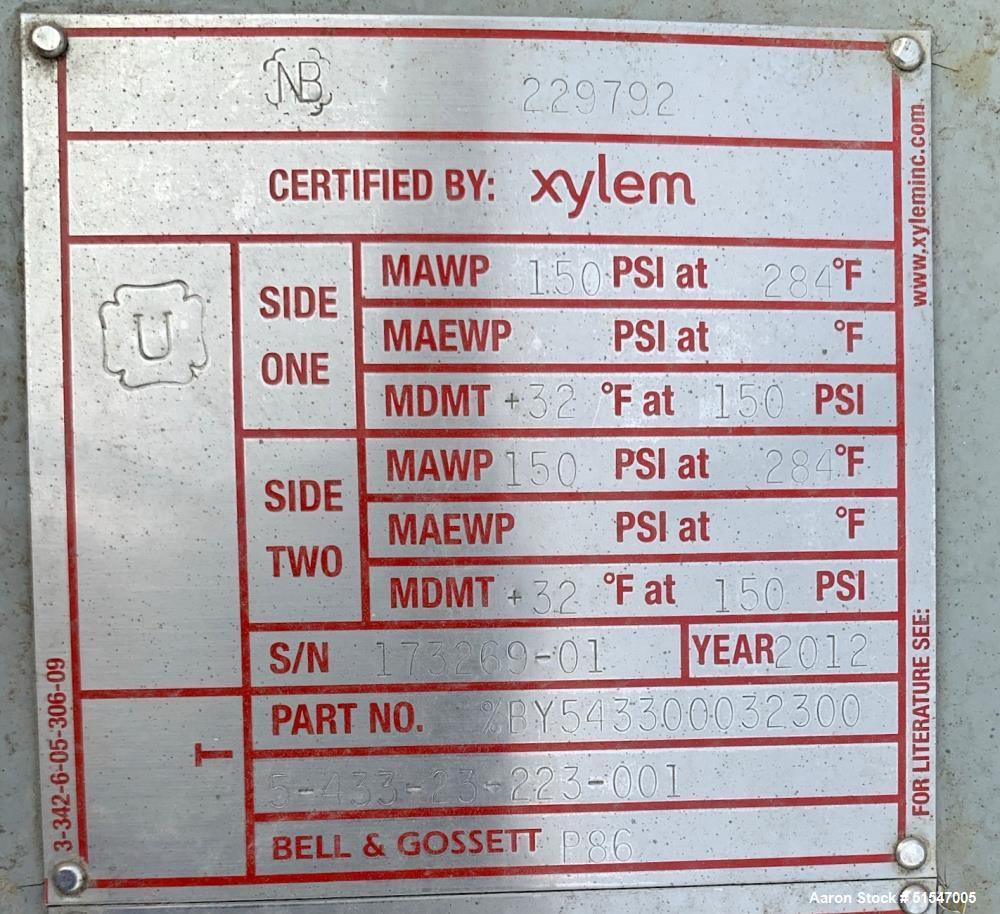 NB 229792
CERTIFIED BY: xylem
U
SIDE ONE
MAWP 150 PSI at 284°F
MAEWP PSI at °F
MDMT +32 °F at 150 PSI
SIDE TWO
MAWP 150 PSI at 284°F
MAEWP PSI at °F
MDMT +32 °F at 150 PSI
S/N 173269-01 YEAR 2012
PART NO. %BY543300032300
T
5-433-23-223-001
BELL & GOSSETT P86
3-342-6-05-306-09
FOR LITERATURE SEE: www.xyleminc.com
Aaron Stock # 51547005